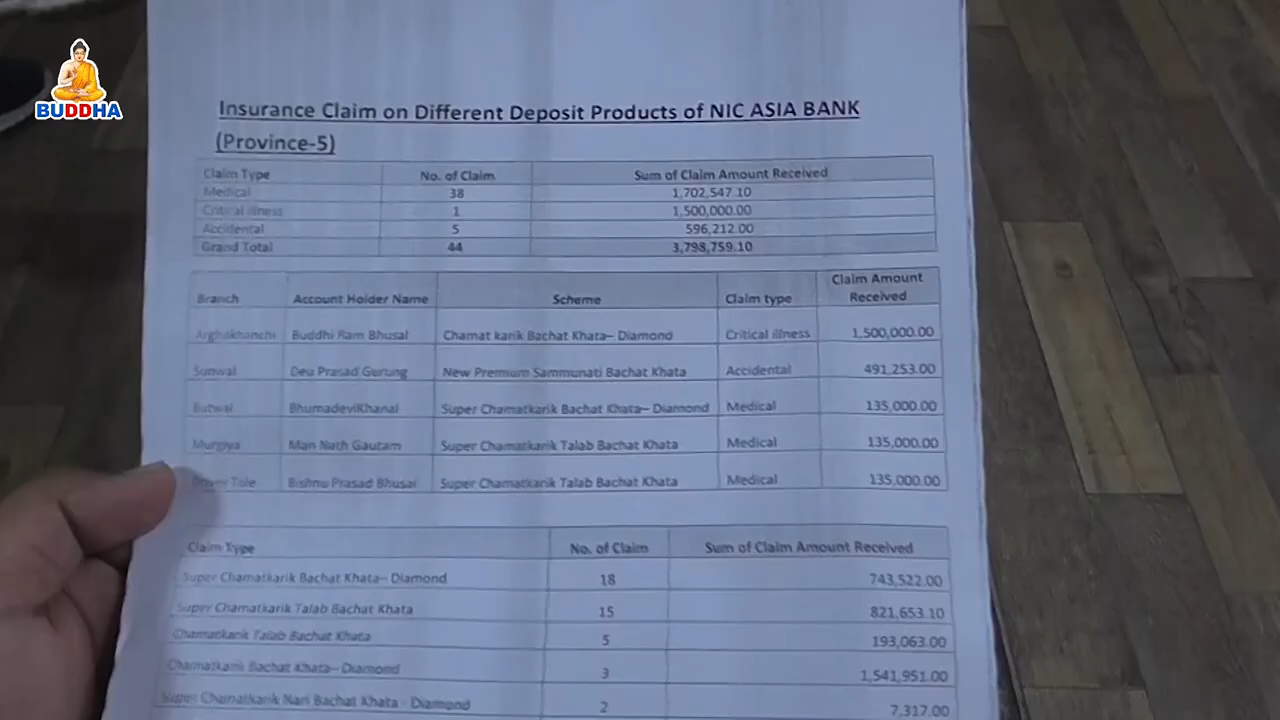 BUDDHA
Insurance Claim on Different Deposit Products of NIC ASIA BANK
(Province-5)
Claim Type No. of Claim Sum of Claim Amount Received
Medical 38 1,702,547.10
Critical illness 1 1,500,000.00
Accidental 5 596,212.00
Grand Total 44 3,798,759.10
Branch Account Holder Name Scheme Claim type Claim Amount Received
Arghakhanchi Buddhi Ram Bhusal Chamat karik Bachat Khata– Diamond Critical illness 1,500,000.00
Sunwal Deu Prasad Gurung New Premium Sammunati Bachat Khata Accidental 491,253.00
Butwal BhumadeviKhanal Super Chamatkarik Bachat Khata– Diamond Medical 135,000.00
Murgiya Man Nath Gautam Super Chamatkarik Talab Bachat Khata Medical 135,000.00
Tole Bishnu Prasad Bhusal Super Chamatkarik Talab Bachat Khata Medical 135,000.00
Claim Type No. of Claim Sum of Claim Amount Received
Super Chamatkarik Bachat Khata– Diamond 18 743,522.00
Super Chamatkarik Talab Bachat Khata 15 821,653.10
Chamatkarik Talab Bachat Khata 5 193,063.00
Chamatkarik Bachat Khata– Diamond 3 1,541,951.00
Super Chamatkarik Nari Bachat Khata - Diamond 2 7,317.00